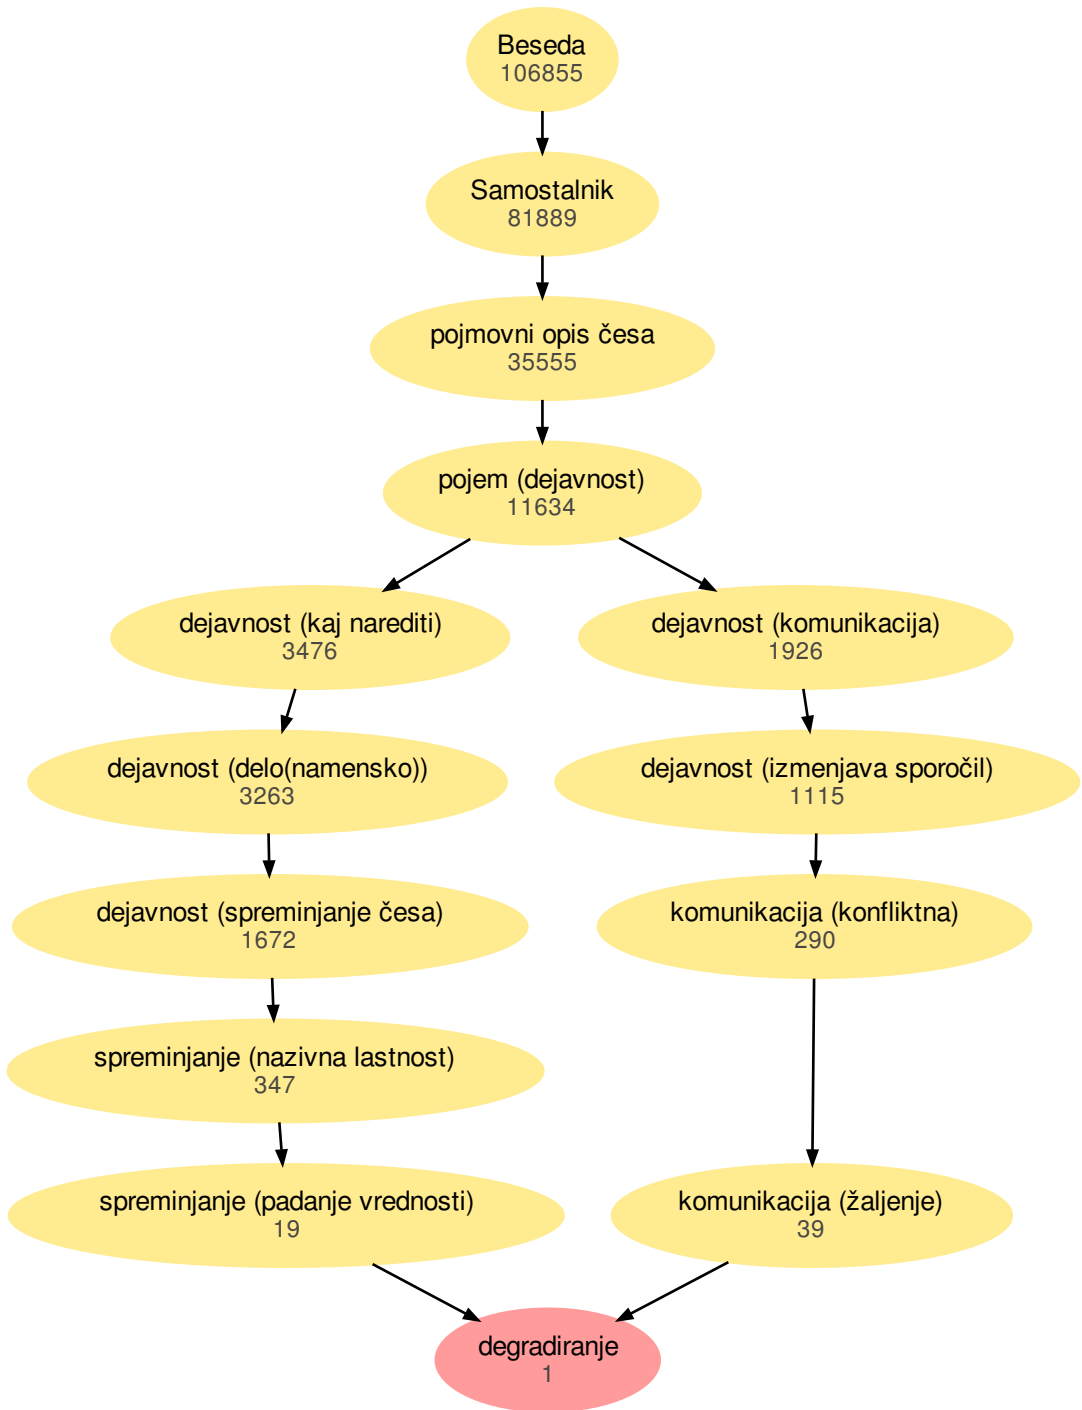 Beseda
106855
Samostalnik
81889
pojmovni opis česa
35555
pojem (dejavnost)
11634
dejavnost (kaj narediti)
3476
dejavnost (komunikacija)
1926
dejavnost (delo(namensko))
3263
dejavnost (izmenjava sporočil)
1115
dejavnost (spreminjanje česa)
1672
komunikacija (konfliktna)
290
spreminjanje (nazivna lastnost)
347
spreminjanje (padanje vrednosti)
19
komunikacija (žaljenje)
39
degradiranje
1